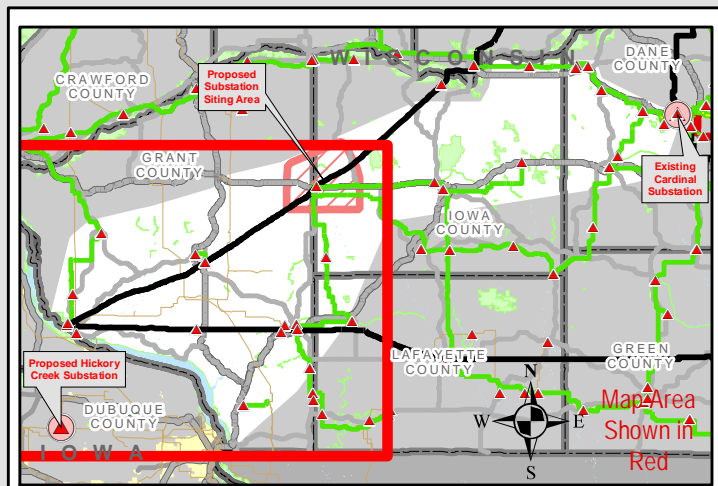 WISCONSIN
DANE
COUNTY
CRAWFORD
COUNTY
Proposed
Substation
Siting Area
GRANT
COUNTY
Existing
Cardinal
Substation
IOWA
COUNTY
Proposed Hickory
Creek Substation
LAFAYETTE
COUNTY
GREEN
COUNTY
DUBUQUE
COUNTY
IOWA
N
W
E
S
Map Area
Shown in
Red